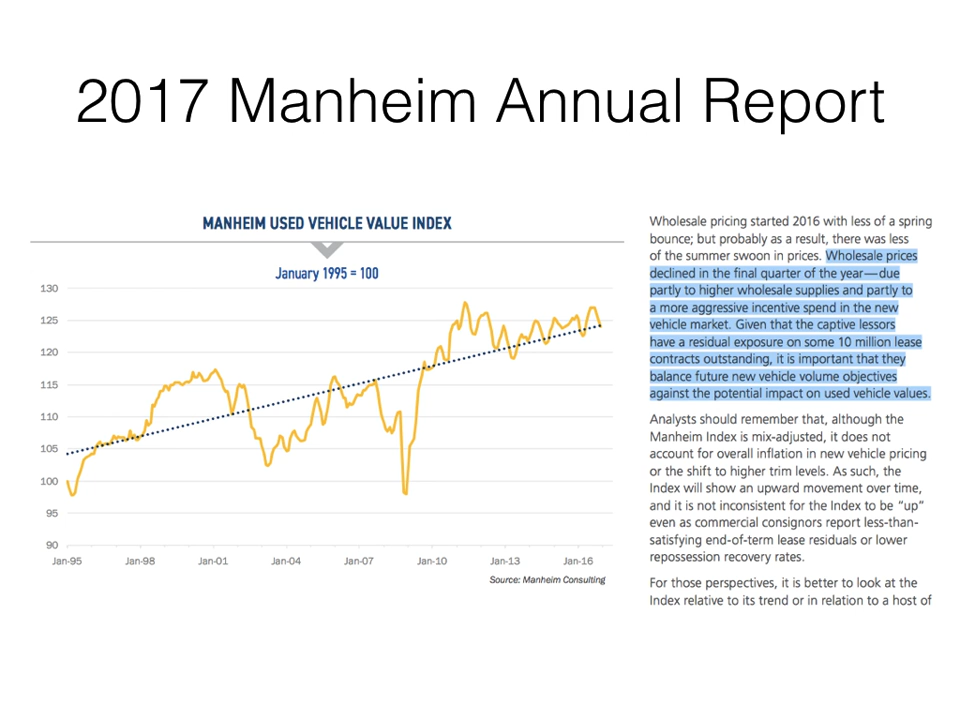 2017 Manheim Annual Report
MANHEIM USED VEHICLE VALUE INDEX
January 1995 = 100
130
125
120
115
110
105
100
95
90
Jan-95 Jan-98 Jan-01 Jan-04 Jan-07 Jan-10 Jan-13 Jan-16
Source: Manheim Consulting
Wholesale pricing started 2016 with less of a spring
bounce; but probably as a result, there was less
of the summer swoon in prices. Wholesale prices
declined in the final quarter of the year—due
partly to higher wholesale supplies and partly to
a more aggressive incentive spend in the new
vehicle market. Given that the captive lessors
have a residual exposure on some 10 million lease
contracts outstanding, it is important that they
balance future new vehicle volume objectives
against the potential impact on used vehicle values.
Analysts should remember that, although the
Manheim Index is mix-adjusted, it does not
account for overall inflation in new vehicle pricing
or the shift to higher trim levels. As such, the
Index will show an upward movement over time,
and it is not inconsistent for the Index to be "up"
even as commercial consignors report less-than-
satisfying end-of-term lease residuals or lower
repossession recovery rates.
For those perspectives, it is better to look at the
Index relative to its trend or in relation to a host of